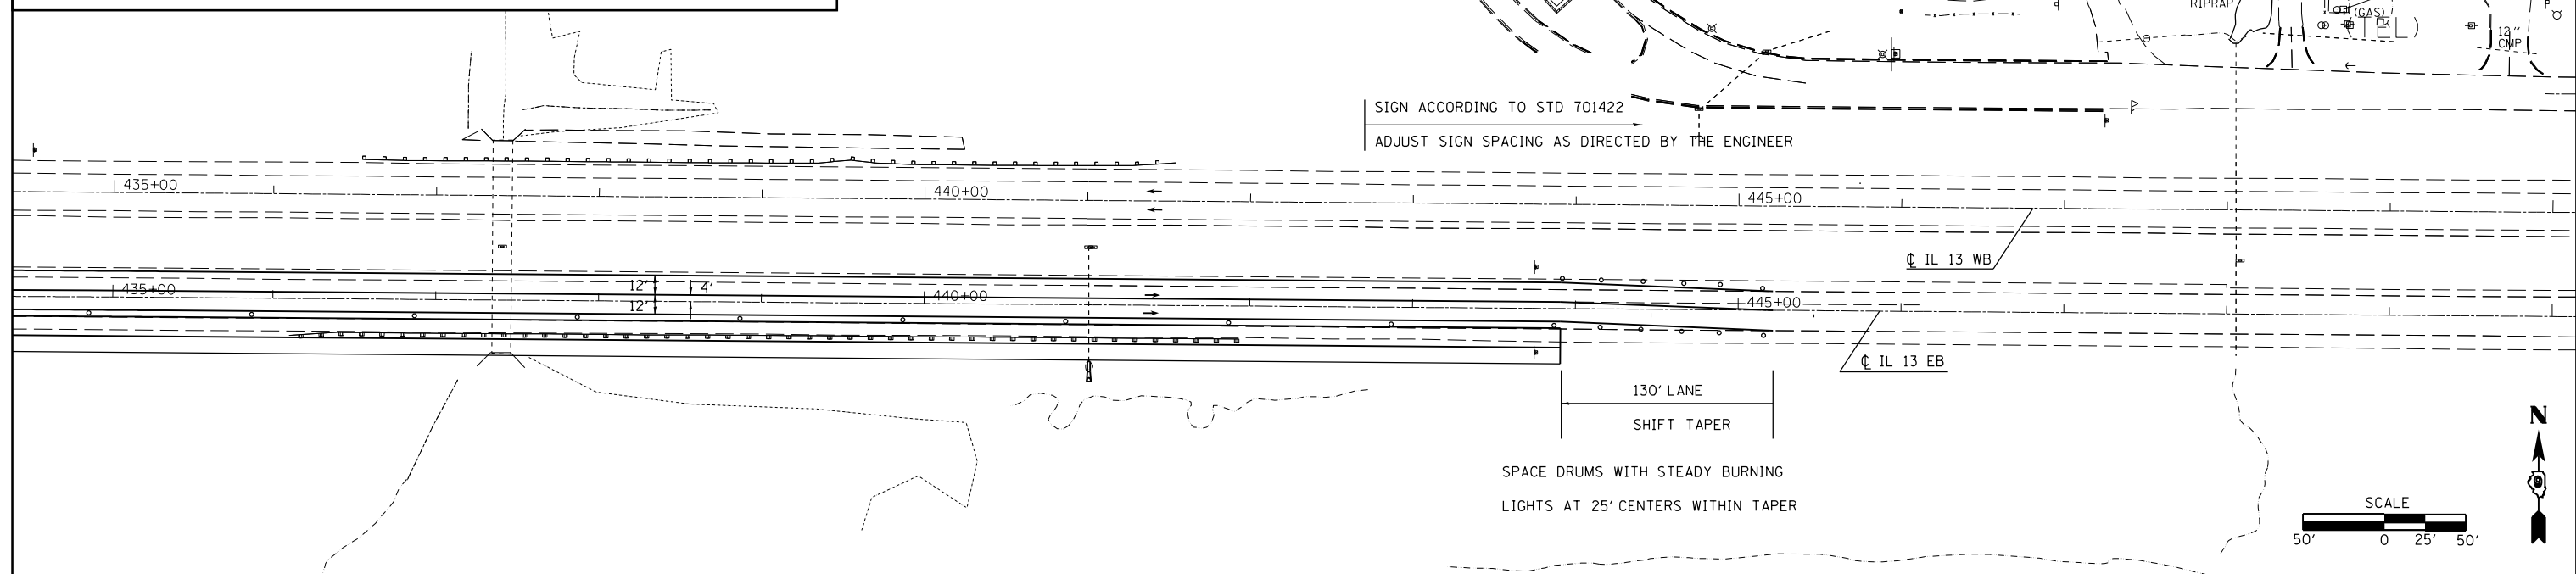 RIPRAP
(GAS)
(TEL)
12"
CMP
SIGN ACCORDING TO STD 701422
ADJUST SIGN SPACING AS DIRECTED BY THE ENGINEER
435+00
440+00
445+00
℄ IL 13 WB
435+00
12'
4'
12'
440+00
445+00
℄ IL 13 EB
130' LANE
SHIFT TAPER
SPACE DRUMS WITH STEADY BURNING
LIGHTS AT 25' CENTERS WITHIN TAPER
N
SCALE
50' 0 25' 50'